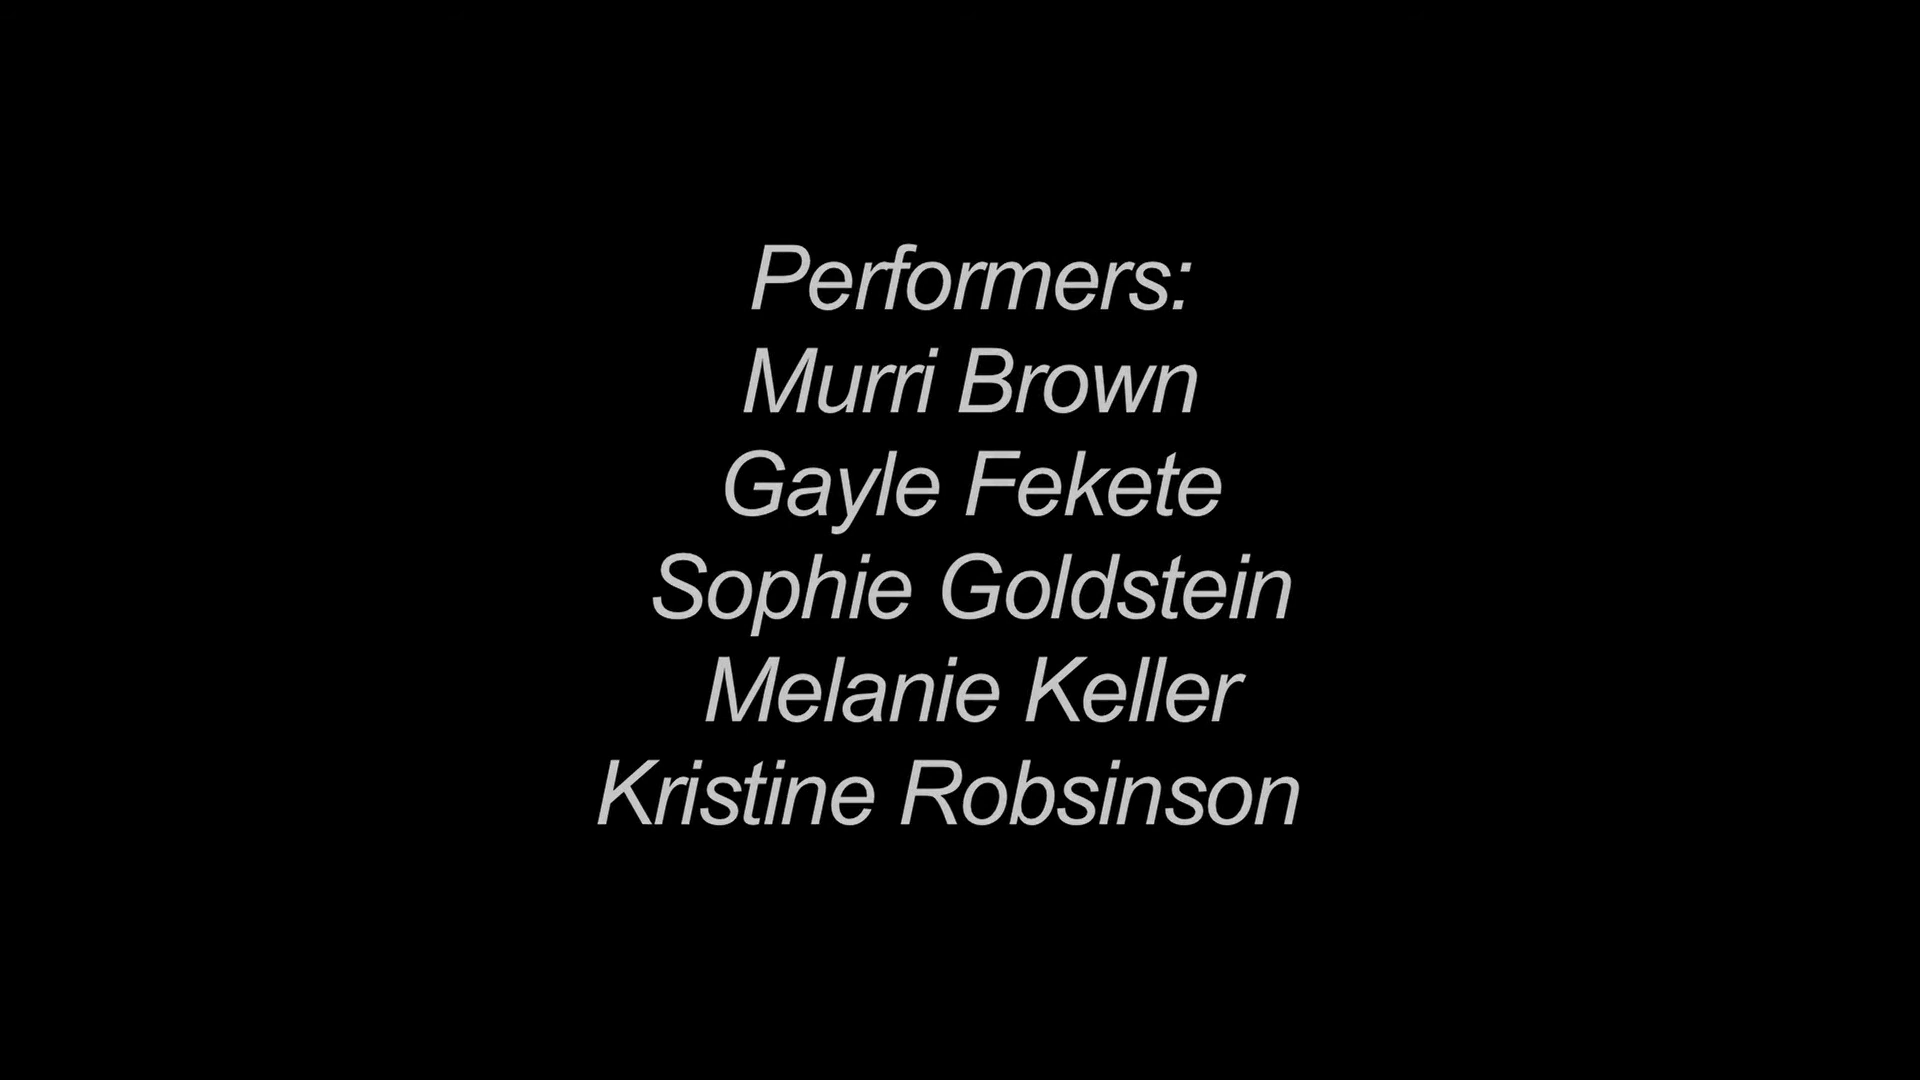 Performers:
Murri Brown
Gayle Fekete
Sophie Goldstein
Melanie Keller
Kristine Robsinson